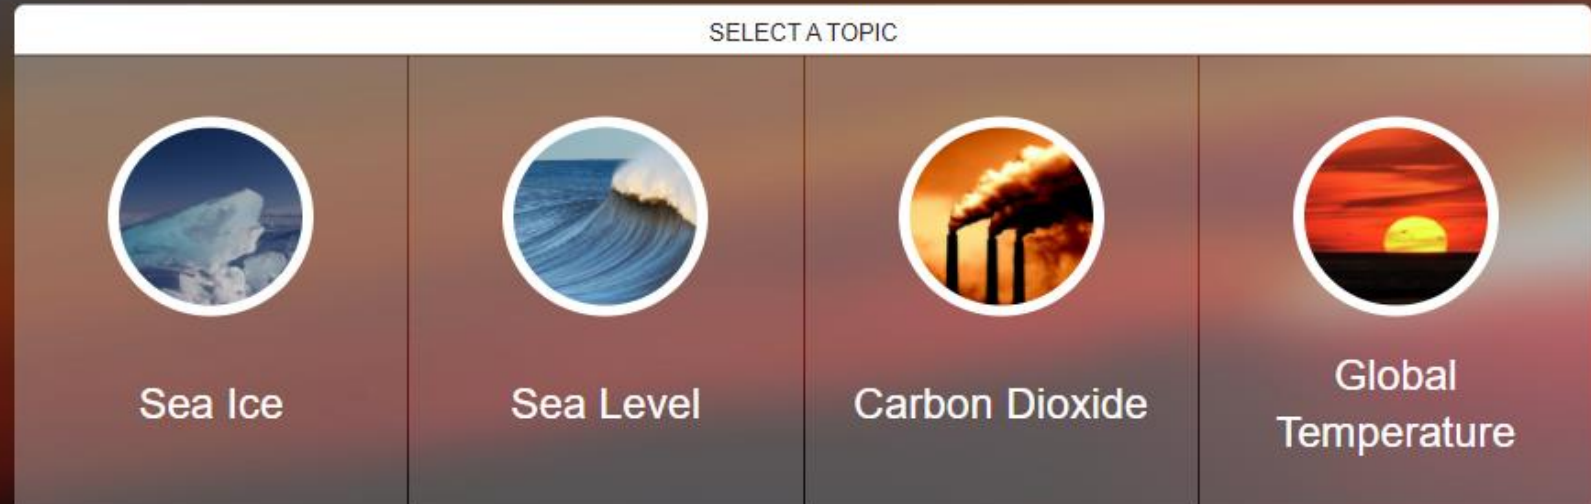 SELECT A TOPIC
Sea Ice
Sea Level
Carbon Dioxide
Global
Temperature